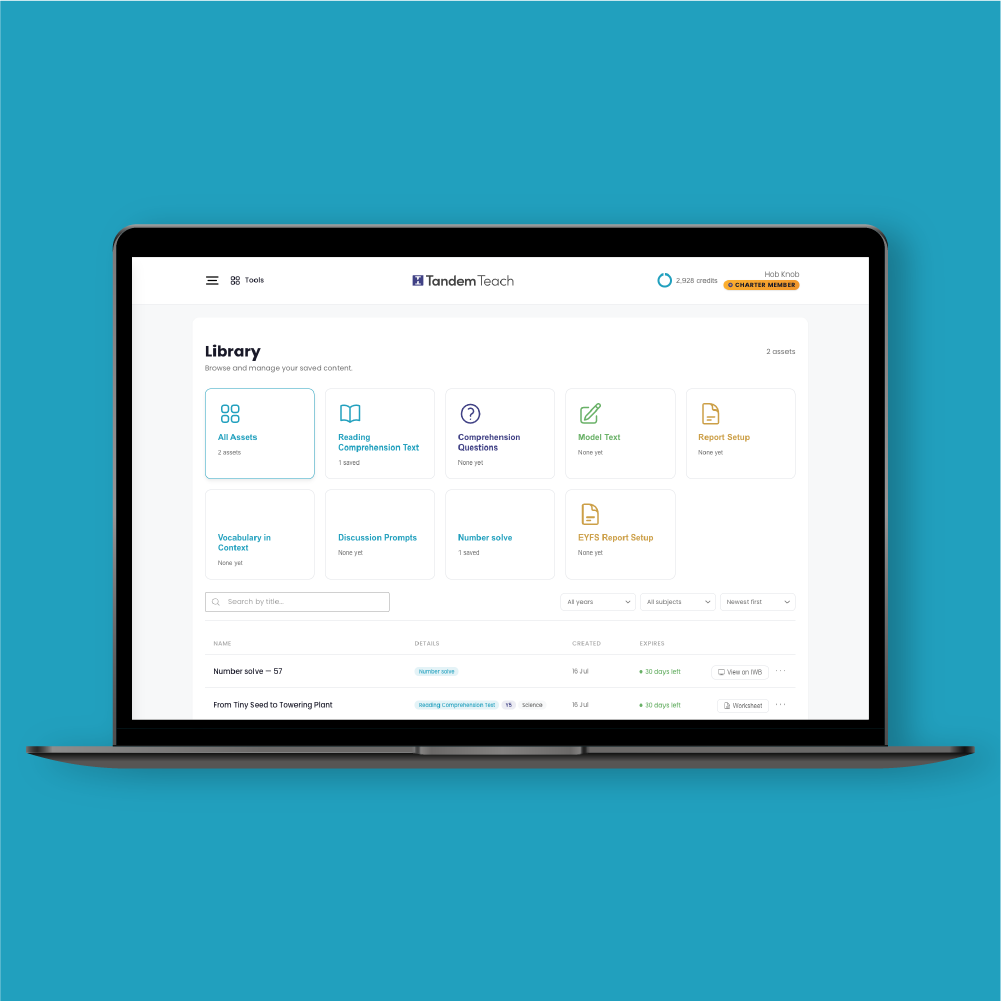 Tools
TandemTeach
2,928 credits
Hob Knob
CHARTER MEMBER
Library
2 assets
Browse and manage your saved content.
All Assets
2 assets
Reading
Comprehension Text
1 saved
Comprehension
Questions
None yet
Model Text
None yet
Report Setup
None yet
Vocabulary in
Context
None yet
Discussion Prompts
None yet
Number solve
1 saved
EYFS Report Setup
None yet
Search by title...
All years
All subjects
Newest first
NAME DETAILS CREATED EXPIRES
Number solve – 57 Number solve 16 Jul 30 days left View on IWB ...
From Tiny Seed to Towering Plant Reading Comprehension Text Y5 Science 16 Jul 30 days left Worksheet ...